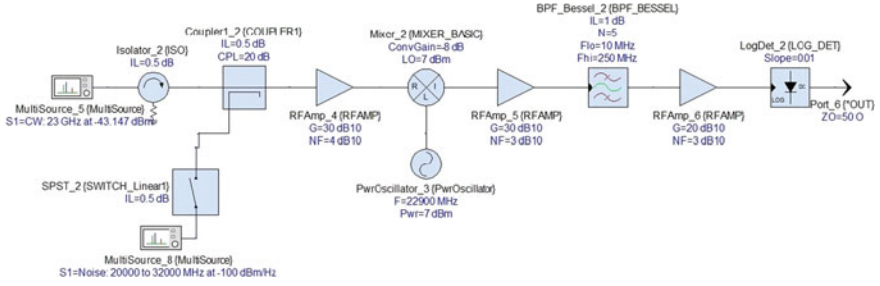 BPF_Bessel_2 {BPF_BESSEL}
IL=1 dB
N=5
Flo=10 MHz
Fhi=250 MHz
Coupler1_2 {COUPLER1}
IL=0.5 dB
CPL=20 dB
Mixer_2 {MIXER_BASIC}
ConvGain=-8 dB
LO=7 dBm
Isolator_2 {ISO}
IL=0.5 dB
LogDet_2 {LOG_DET}
Slope=001
R
I
L
LOG
MultiSource_5 {MultiSource}
S1=CW: 23 GHz at -43.147 dBm
RFAmp_4 {RFAMP}
G=30 dB10
NF=4 dB10
RFAmp_5 {RFAMP}
G=30 dB10
NF=3 dB10
RFAmp_6 {RFAMP}
G=20 dB10
NF=3 dB10
Port_6 {*OUT}
ZO=50 O
SPST_2 {SWITCH_Linear1}
IL=0.5 dB
PwrOscillator_3 {PwrOscillator}
F=22900 MHz
Pwr=7 dBm
MultiSource_8 {MultiSource}
S1=Noise: 20000 to 32000 MHz at -100 dBm/Hz